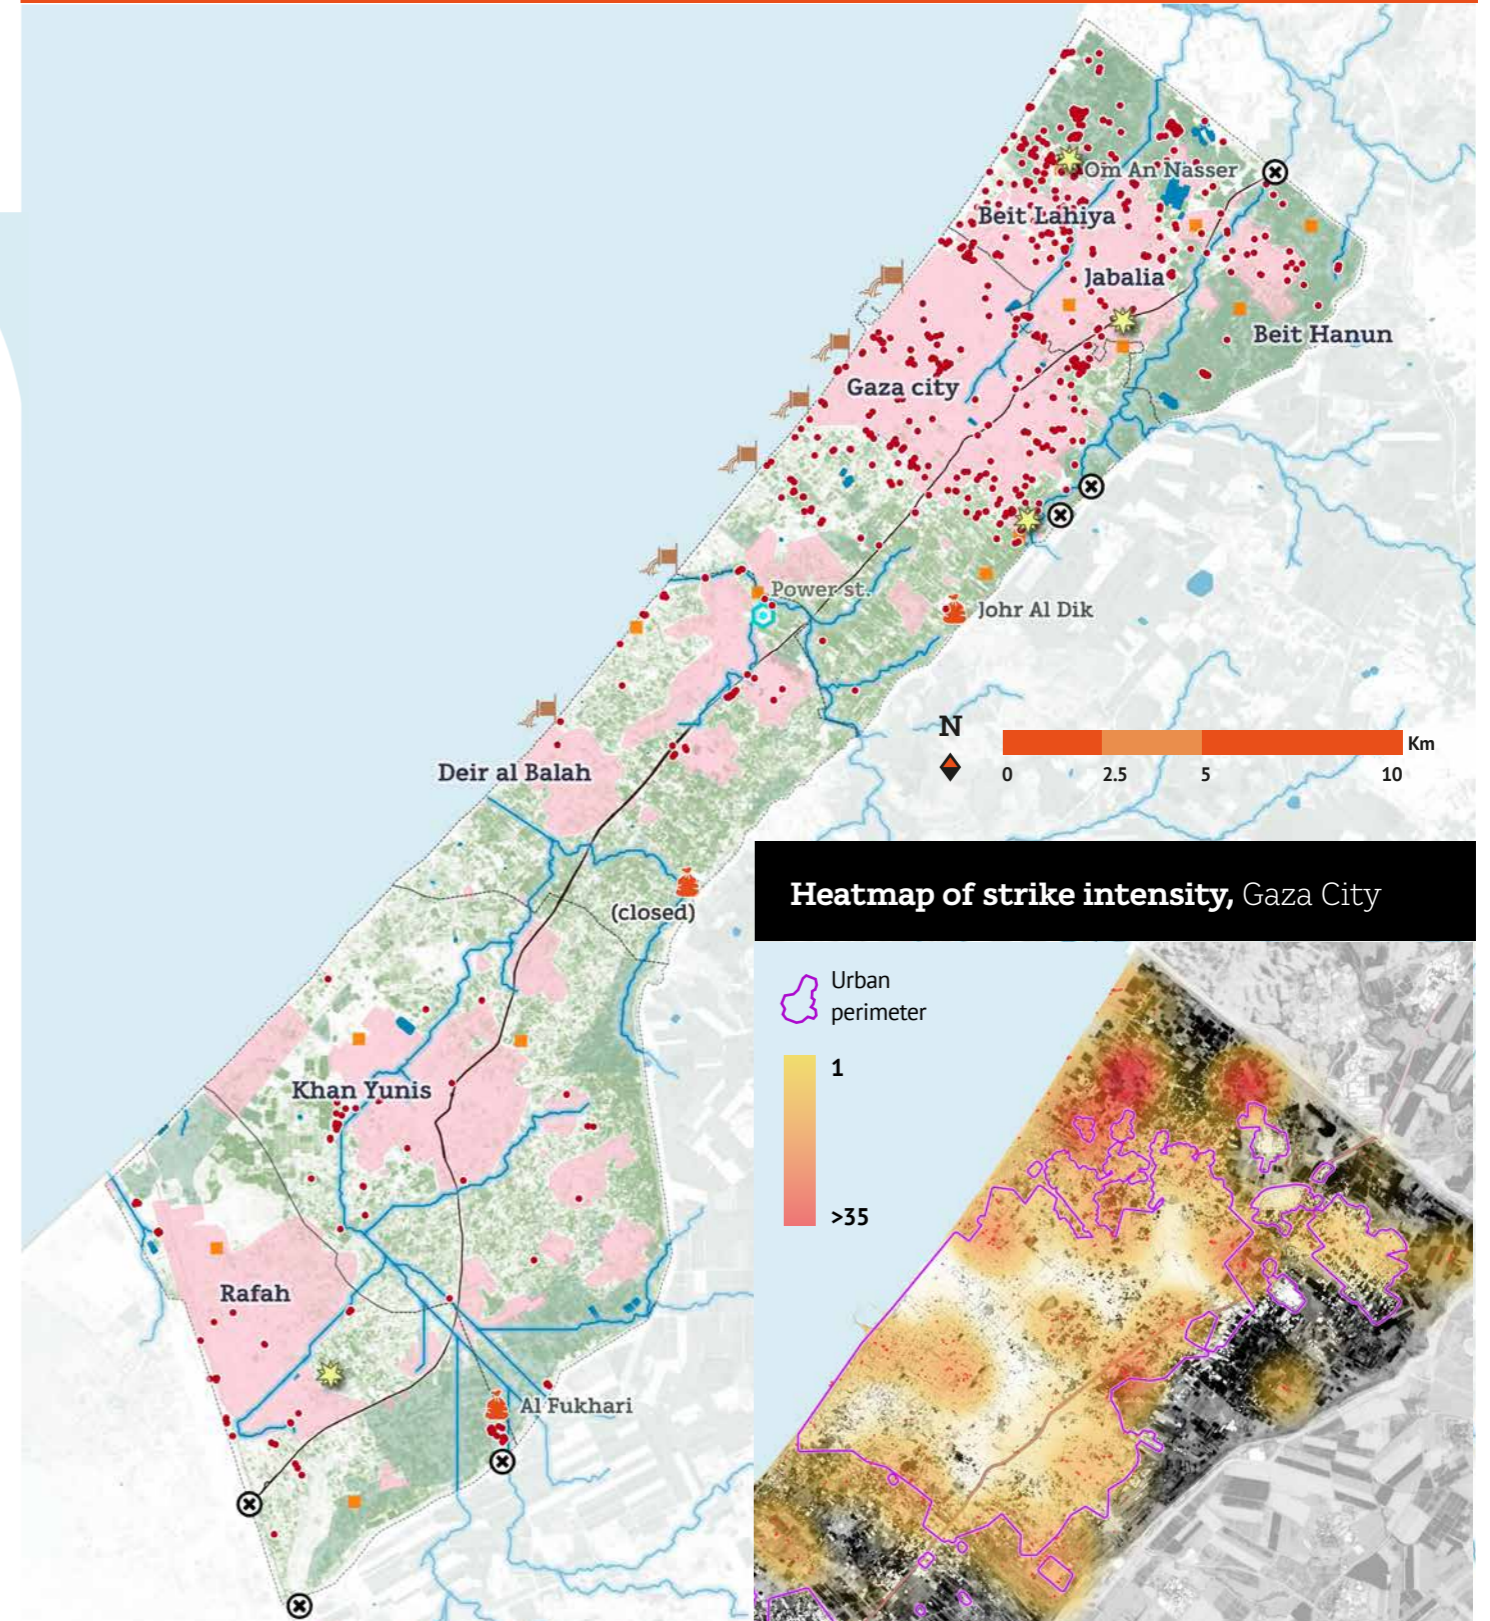 Om An Nasser
Beit Lahiya
Jabalia
Beit Hanun
Gaza city
Power st.
Johr Al Dik
N
Km
0 2.5 5 10
Deir al Balah
(closed)
Khan Yunis
Rafah
Al Fukhari
Heatmap of strike intensity, Gaza City
Urban
perimeter
1
>35